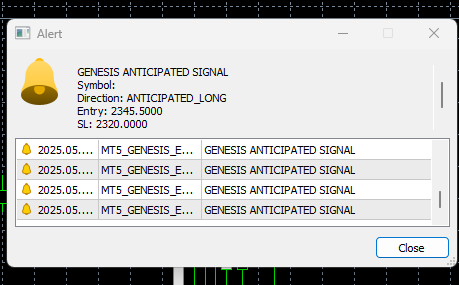 Alert
GENESIS ANTICIPATED SIGNAL
Symbol:
Direction: ANTICIPATED_LONG
Entry: 2345.5000
SL: 2320.0000
2025.05.... MT5_GENESIS_E... GENESIS ANTICIPATED SIGNAL
2025.05.... MT5_GENESIS_E... GENESIS ANTICIPATED SIGNAL
2025.05.... MT5_GENESIS_E... GENESIS ANTICIPATED SIGNAL
2025.05.... MT5_GENESIS_E... GENESIS ANTICIPATED SIGNAL
Close